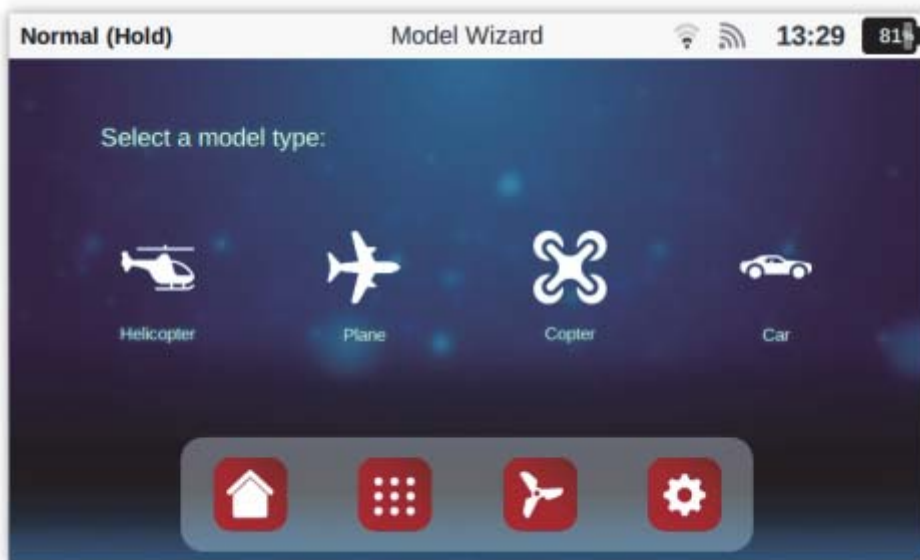 Normal (Hold) Model Wizard 13:29 81%
Select a model type:
Helicopter Plane Copter Car